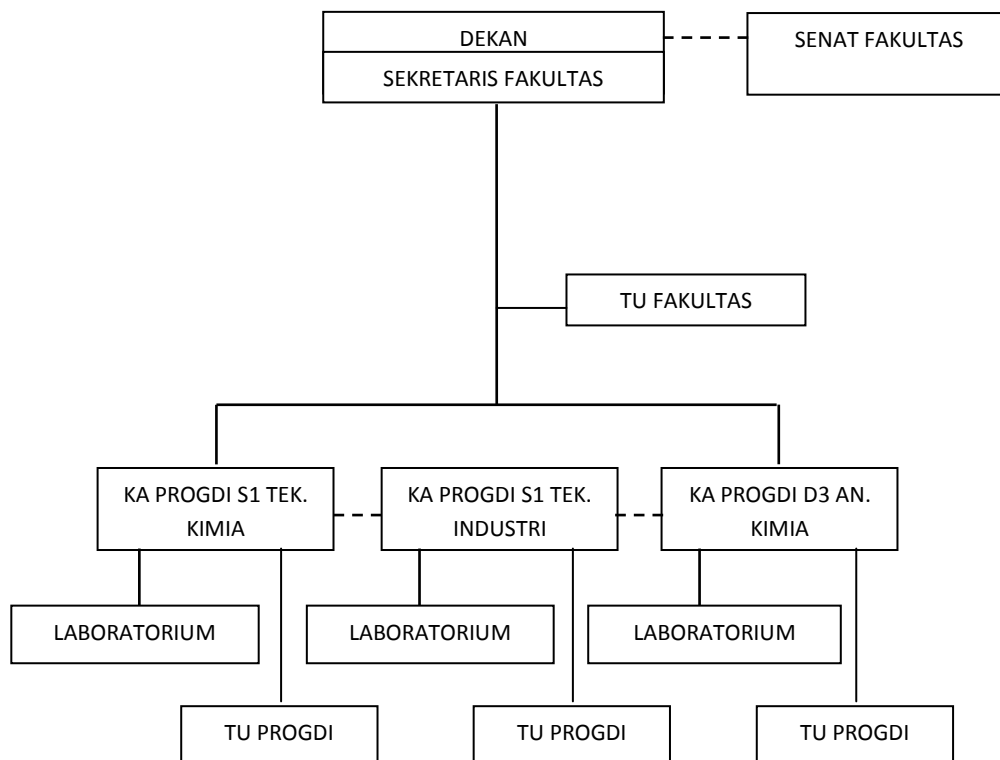 DEKAN
SENAT FAKULTAS
SEKRETARIS FAKULTAS
TU FAKULTAS
KA PROGDI S1 TEK.
KIMIA
KA PROGDI S1 TEK.
INDUSTRI
KA PROGDI D3 AN.
KIMIA
LABORATORIUM
LABORATORIUM
LABORATORIUM
TU PROGDI
TU PROGDI
TU PROGDI